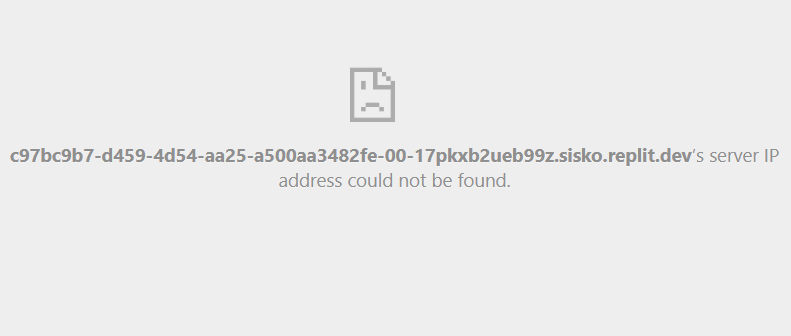 c97bc9b7-d459-4d54-aa25-a500aa3482fe-00-17pkxb2ueb99z.sisko.replit.dev's server IP
address could not be found.